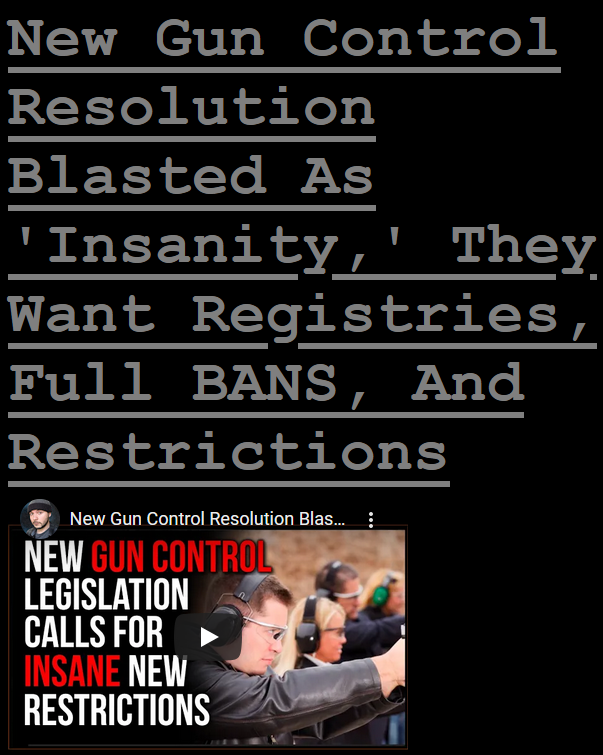 New Gun Control
Resolution
Blasted As
'Insanity,' They
Want Registries,
Full BANS, And
Restrictions
New Gun Control Resolution Blas...
NEW GUN CONTROL
LEGISLATION
CALLS FOR
INSANE NEW
RESTRICTIONS